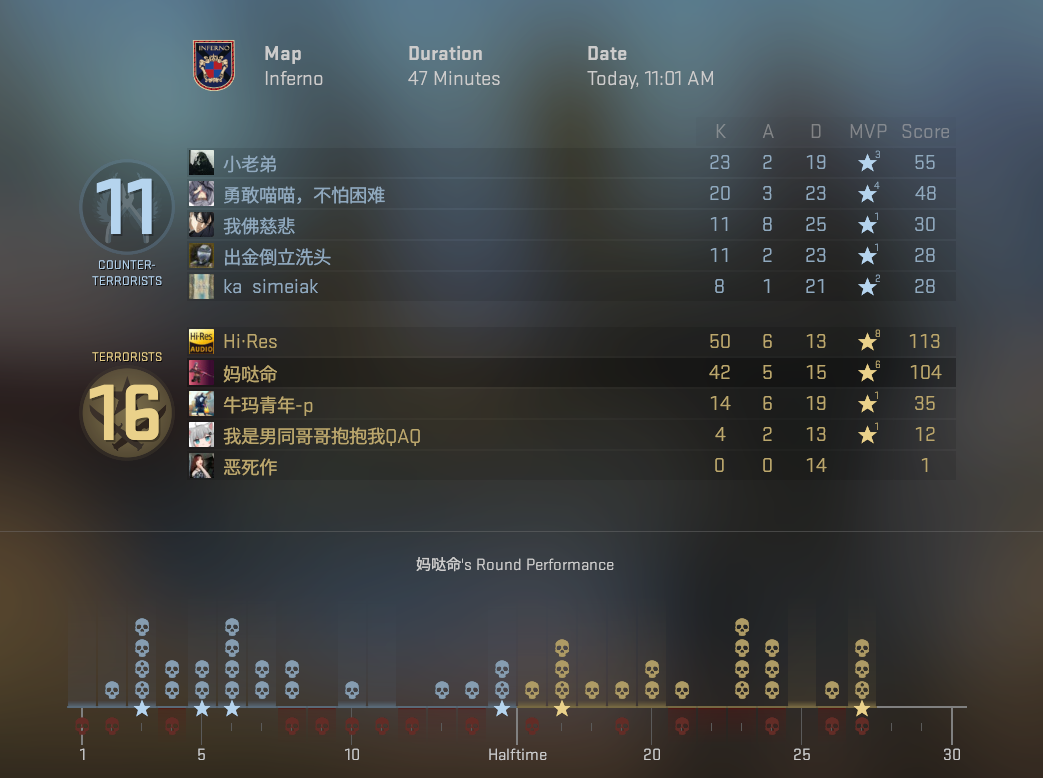 INFERNO
Map Duration Date
Inferno 47 Minutes Today, 11:01 AM
K A D MVP Score
小老弟 23 2 19 3 55
勇敢喵喵，不怕困难 20 3 23 4 48
11 我佛慈悲 11 8 25 1 30
COUNTER-
TERRORISTS
出金倒立洗头 11 2 23 1 28
ka simeiak 8 1 21 2 28
Hi-Res AUDIO Hi·Res 50 6 13 8 113
TERRORISTS
妈哒命 42 5 15 6 104
16 牛玛青年-p 14 6 19 1 35
我是男同哥哥抱抱我QAQ 4 2 13 1 12
恶死作 0 0 14 1
妈哒命's Round Performance
1 5 10 Halftime 20 25 30